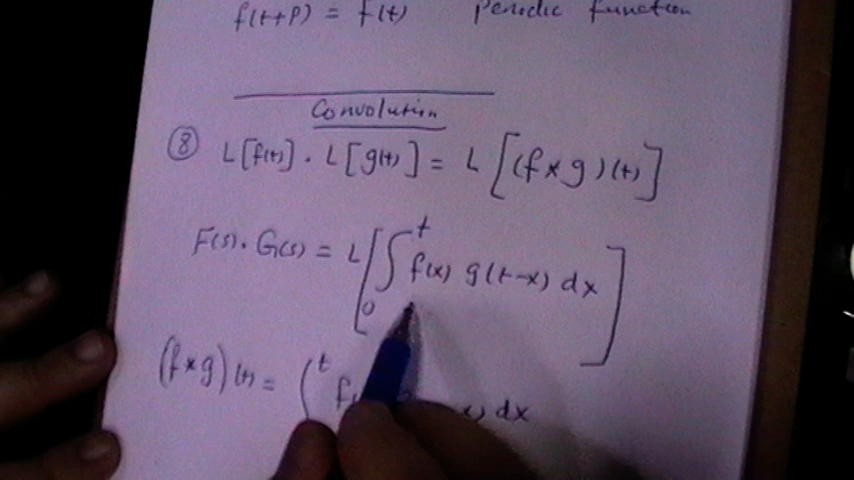 f(t+P) = f(t) Periodic function
Convolution
⑧ L[f(t)] . L[g(t)] = L[(f*g)(t)]
F(s) . G(s) = L[∫₀ᵗ f(x) g(t-x) dx]
(f*g)(t) = ∫ᵗ f x) dx